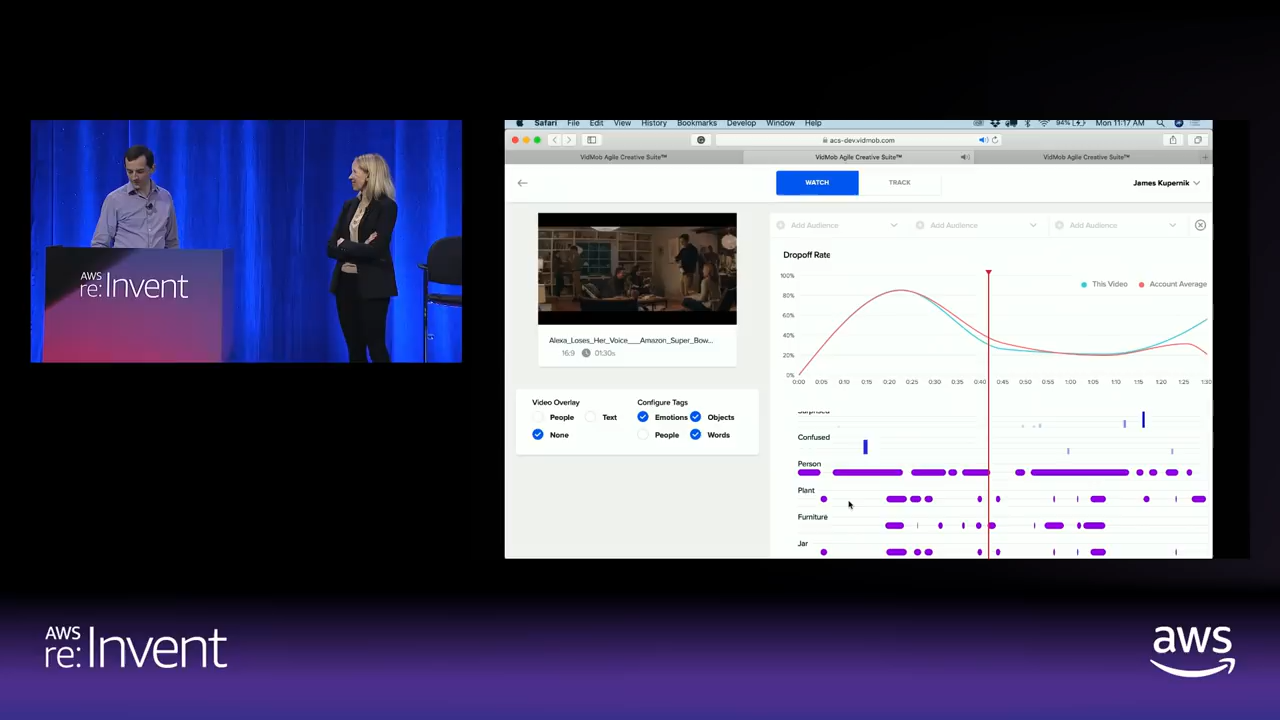 AWS
re:Invent
Safari File Edit View History Bookmarks Develop Window Help
94% Mon 11:17 AM
acs-dev.vidmob.com
VidMob Agile Creative Suite™
VidMob Agile Creative Suite™
VidMob Agile Creative Suite™
WATCH
TRACK
James Kupernik
Add Audience
Add Audience
Add Audience
Dropoff Rate
100%
80%
60%
40%
20%
0%
This Video
Account Average
0:00 0:05 0:10 0:15 0:20 0:25 0:30 0:35 0:40 0:45 0:50 0:55 1:00 1:05 1:10 1:15 1:20 1:25 1:30
Alexa_Loses_Her_Voice___Amazon_Super_Bow...
16:9 01:30s
Video Overlay
People
Text
None
Configure Tags
Emotions
Objects
People
Words
Surprised
Confused
Person
Plant
Furniture
Jar
AWS
re:Invent
aws